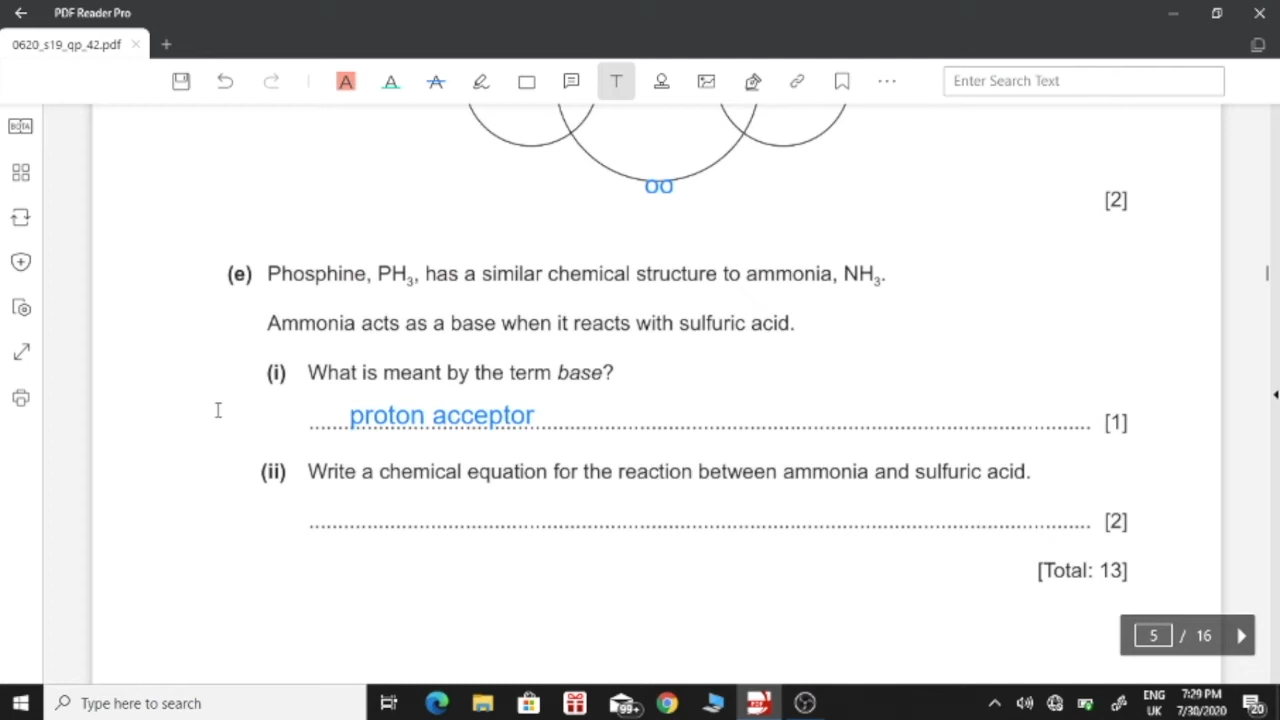 PDF Reader Pro
0620_s19_qp_42.pdf
Enter Search Text
BOTA
oo
[2]
(e) Phosphine, PH3, has a similar chemical structure to ammonia, NH3.
Ammonia acts as a base when it reacts with sulfuric acid.
(i) What is meant by the term base?
proton acceptor [1]
(ii) Write a chemical equation for the reaction between ammonia and sulfuric acid.
[2]
[Total: 13]
5 / 16
Type here to search
99+
ENG
UK
7:29 PM
7/30/2020
20